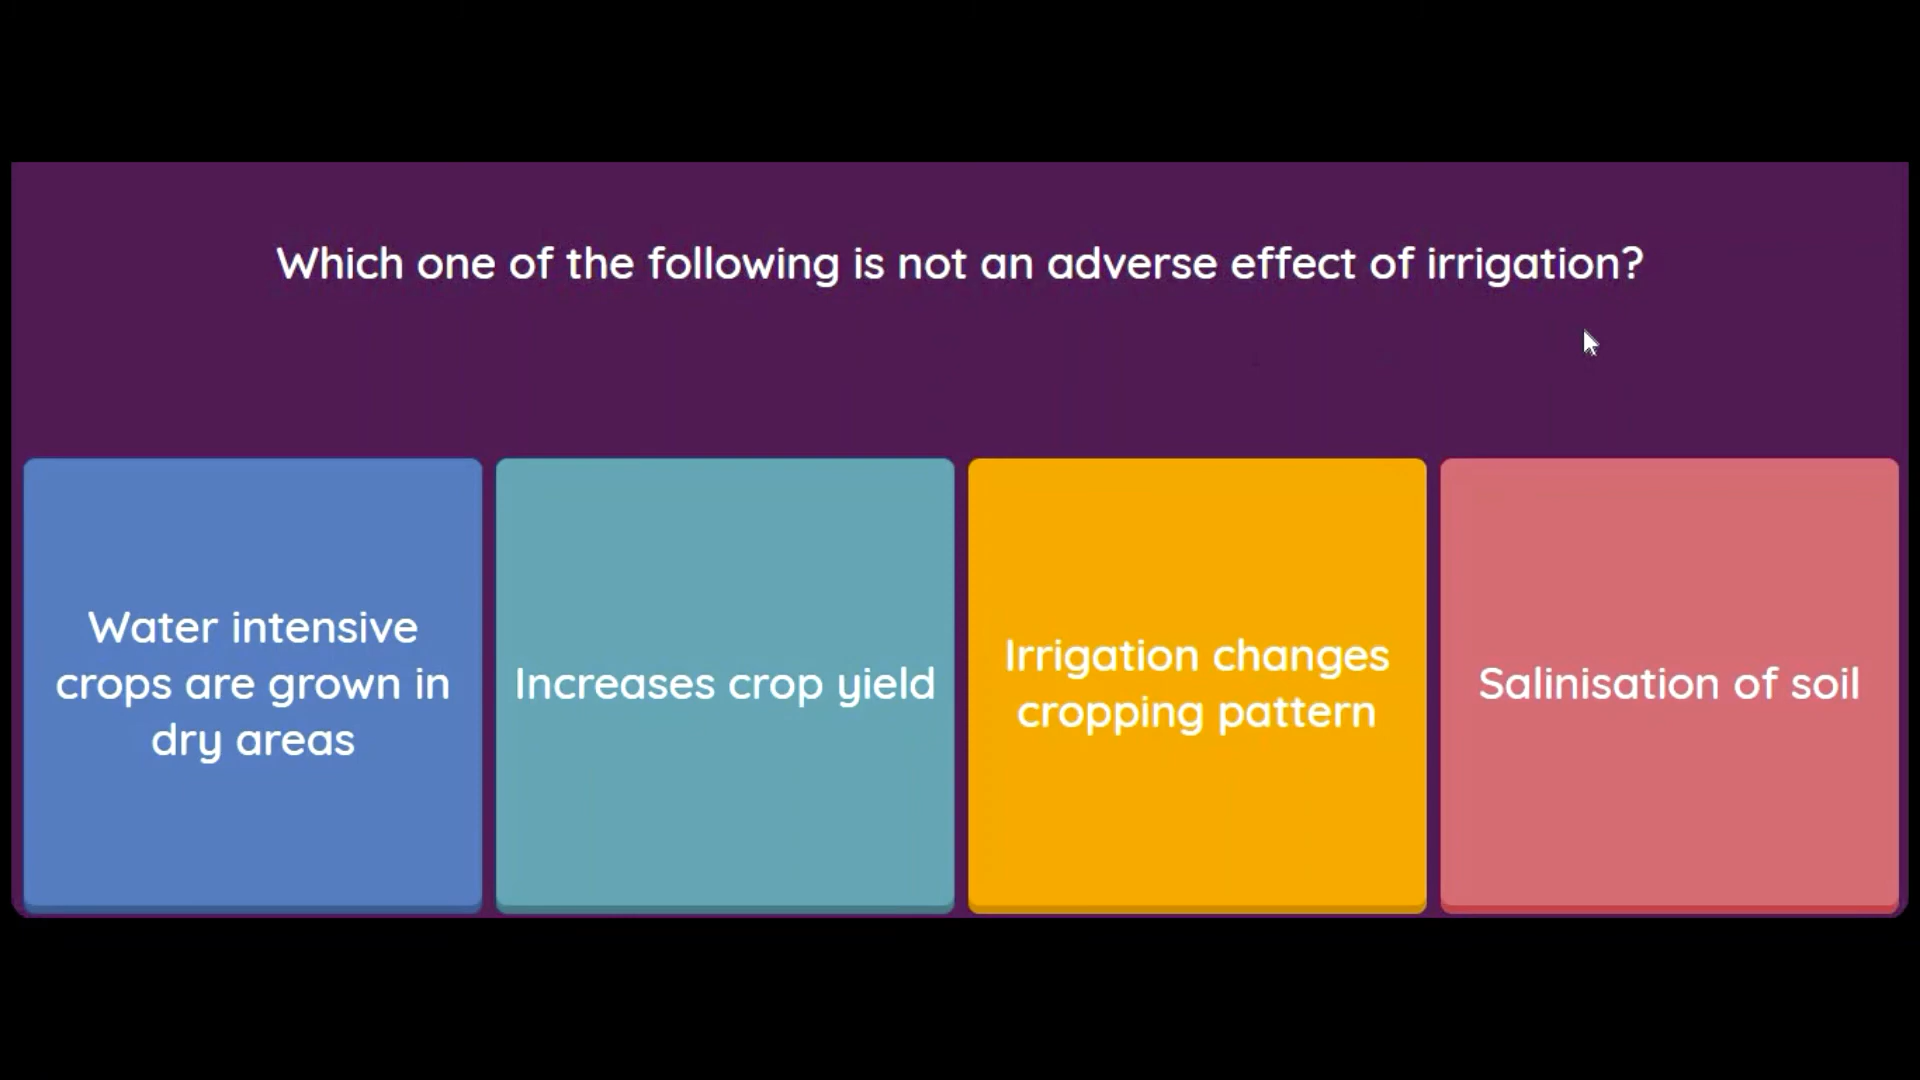 Which one of the following is not an adverse effect of irrigation?
Water intensive
crops are grown in
dry areas
Increases crop yield
Irrigation changes
cropping pattern
Salinisation of soil